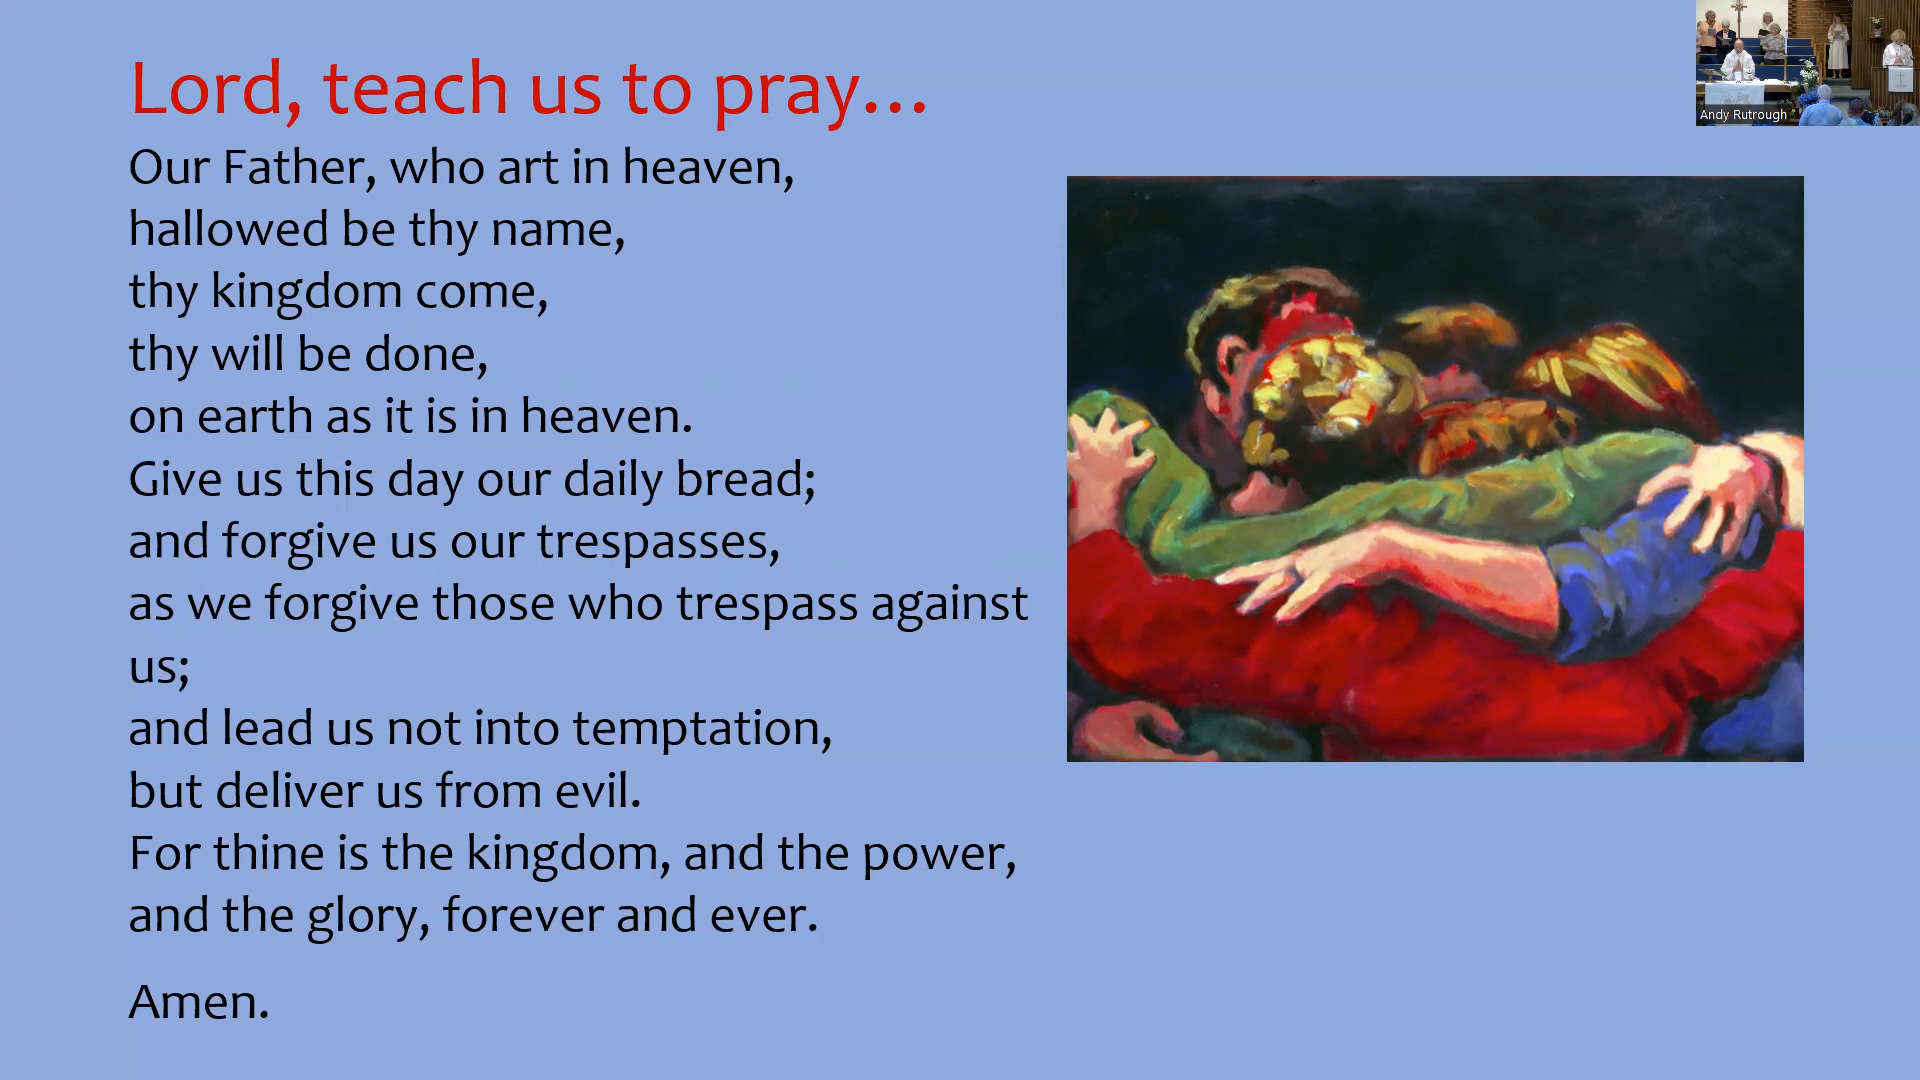 Lord, teach us to pray…
Our Father, who art in heaven,
hallowed be thy name,
thy kingdom come,
thy will be done,
on earth as it is in heaven.
Give us this day our daily bread;
and forgive us our trespasses,
as we forgive those who trespass against
us;
and lead us not into temptation,
but deliver us from evil.
For thine is the kingdom, and the power,
and the glory, forever and ever.
Amen.
Andy Rutrough